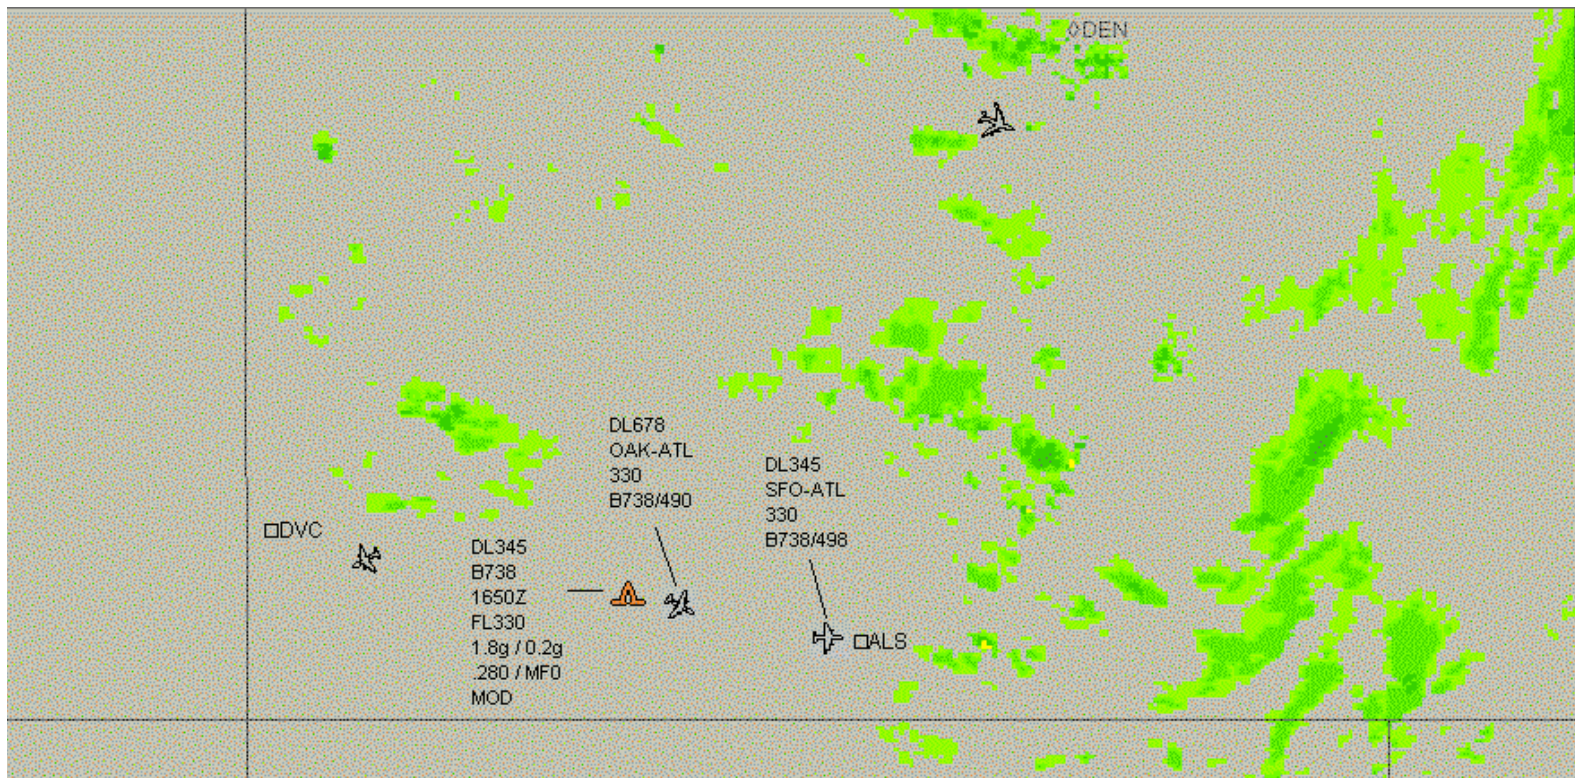 DEN
DL678
OAK-ATL
330
B738/490
DL345
SFO-ATL
330
B738/498
DVC
DL345
B738
1650Z
FL330
1.8g / 0.2g
.280 / MF0
MOD
ALS